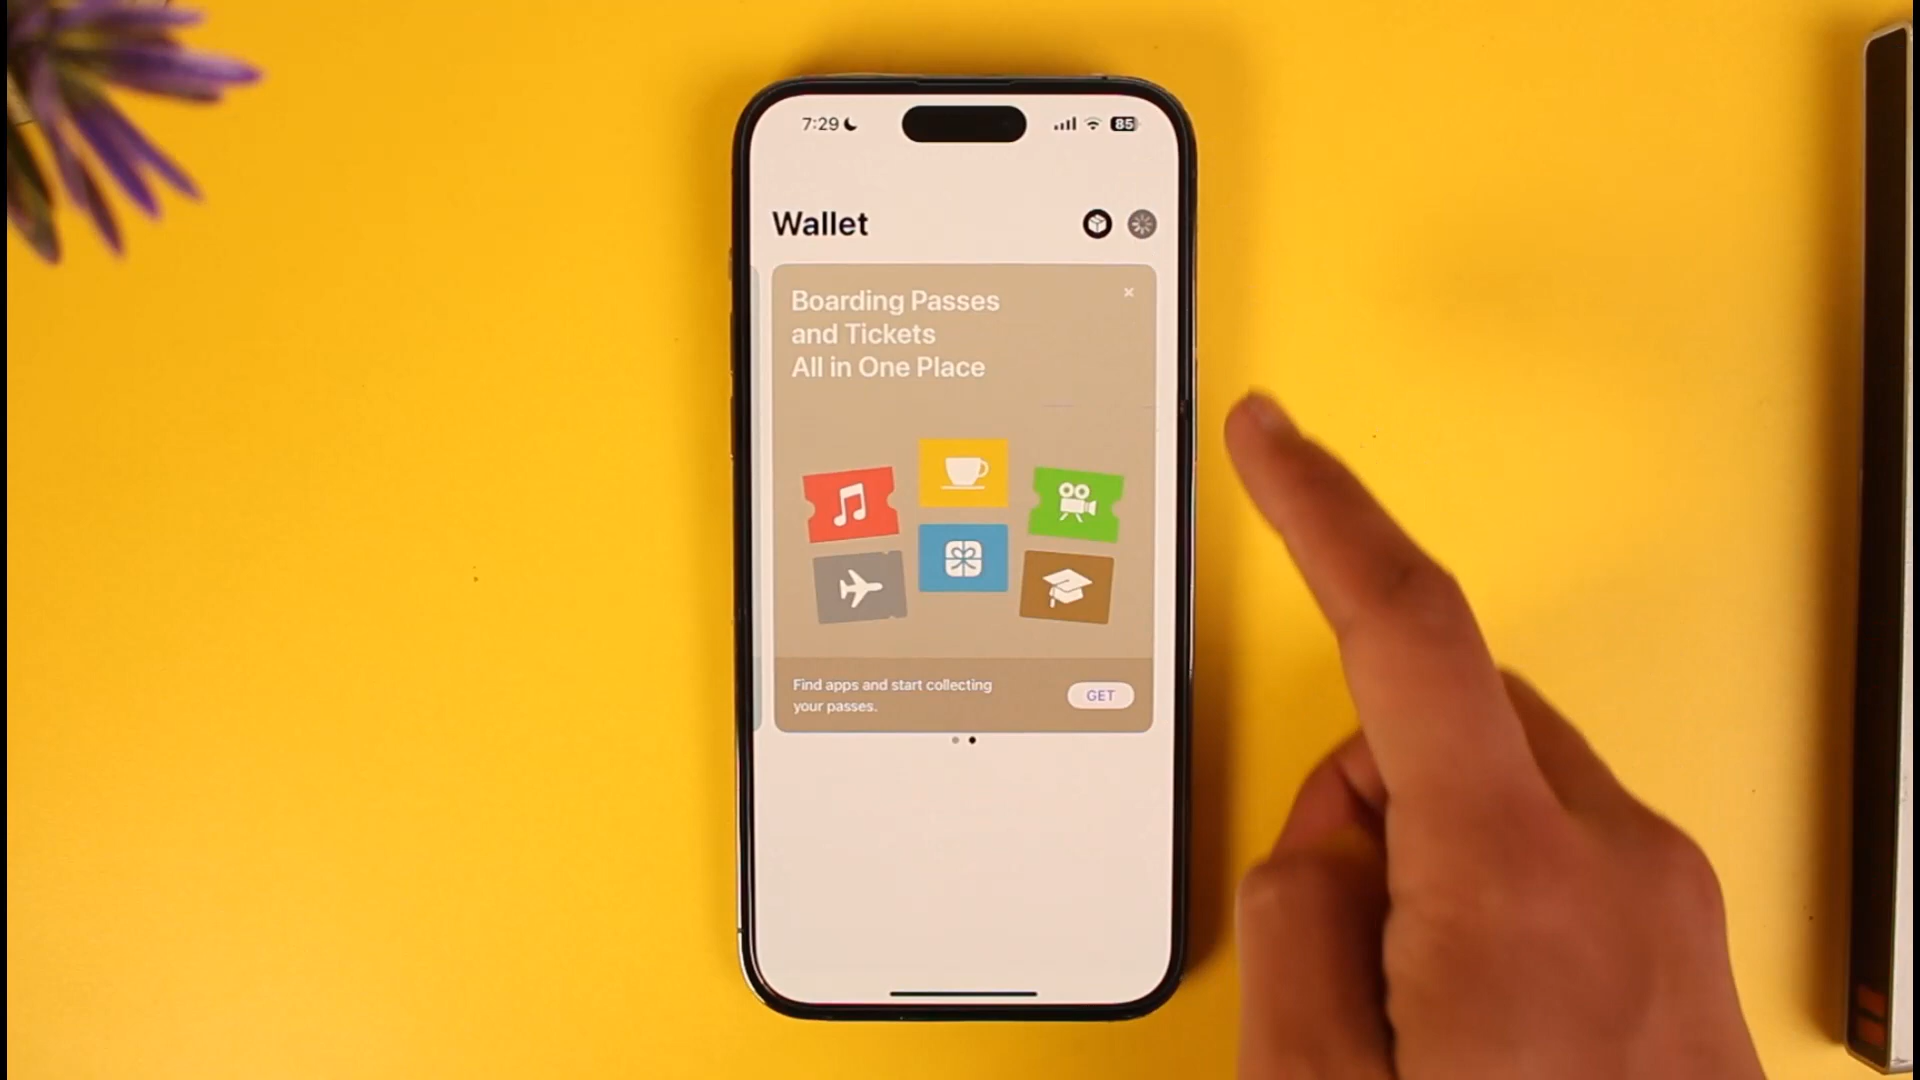 7:29
85
Wallet
Boarding Passes
and Tickets
All in One Place
Find apps and start collecting
your passes.
GET